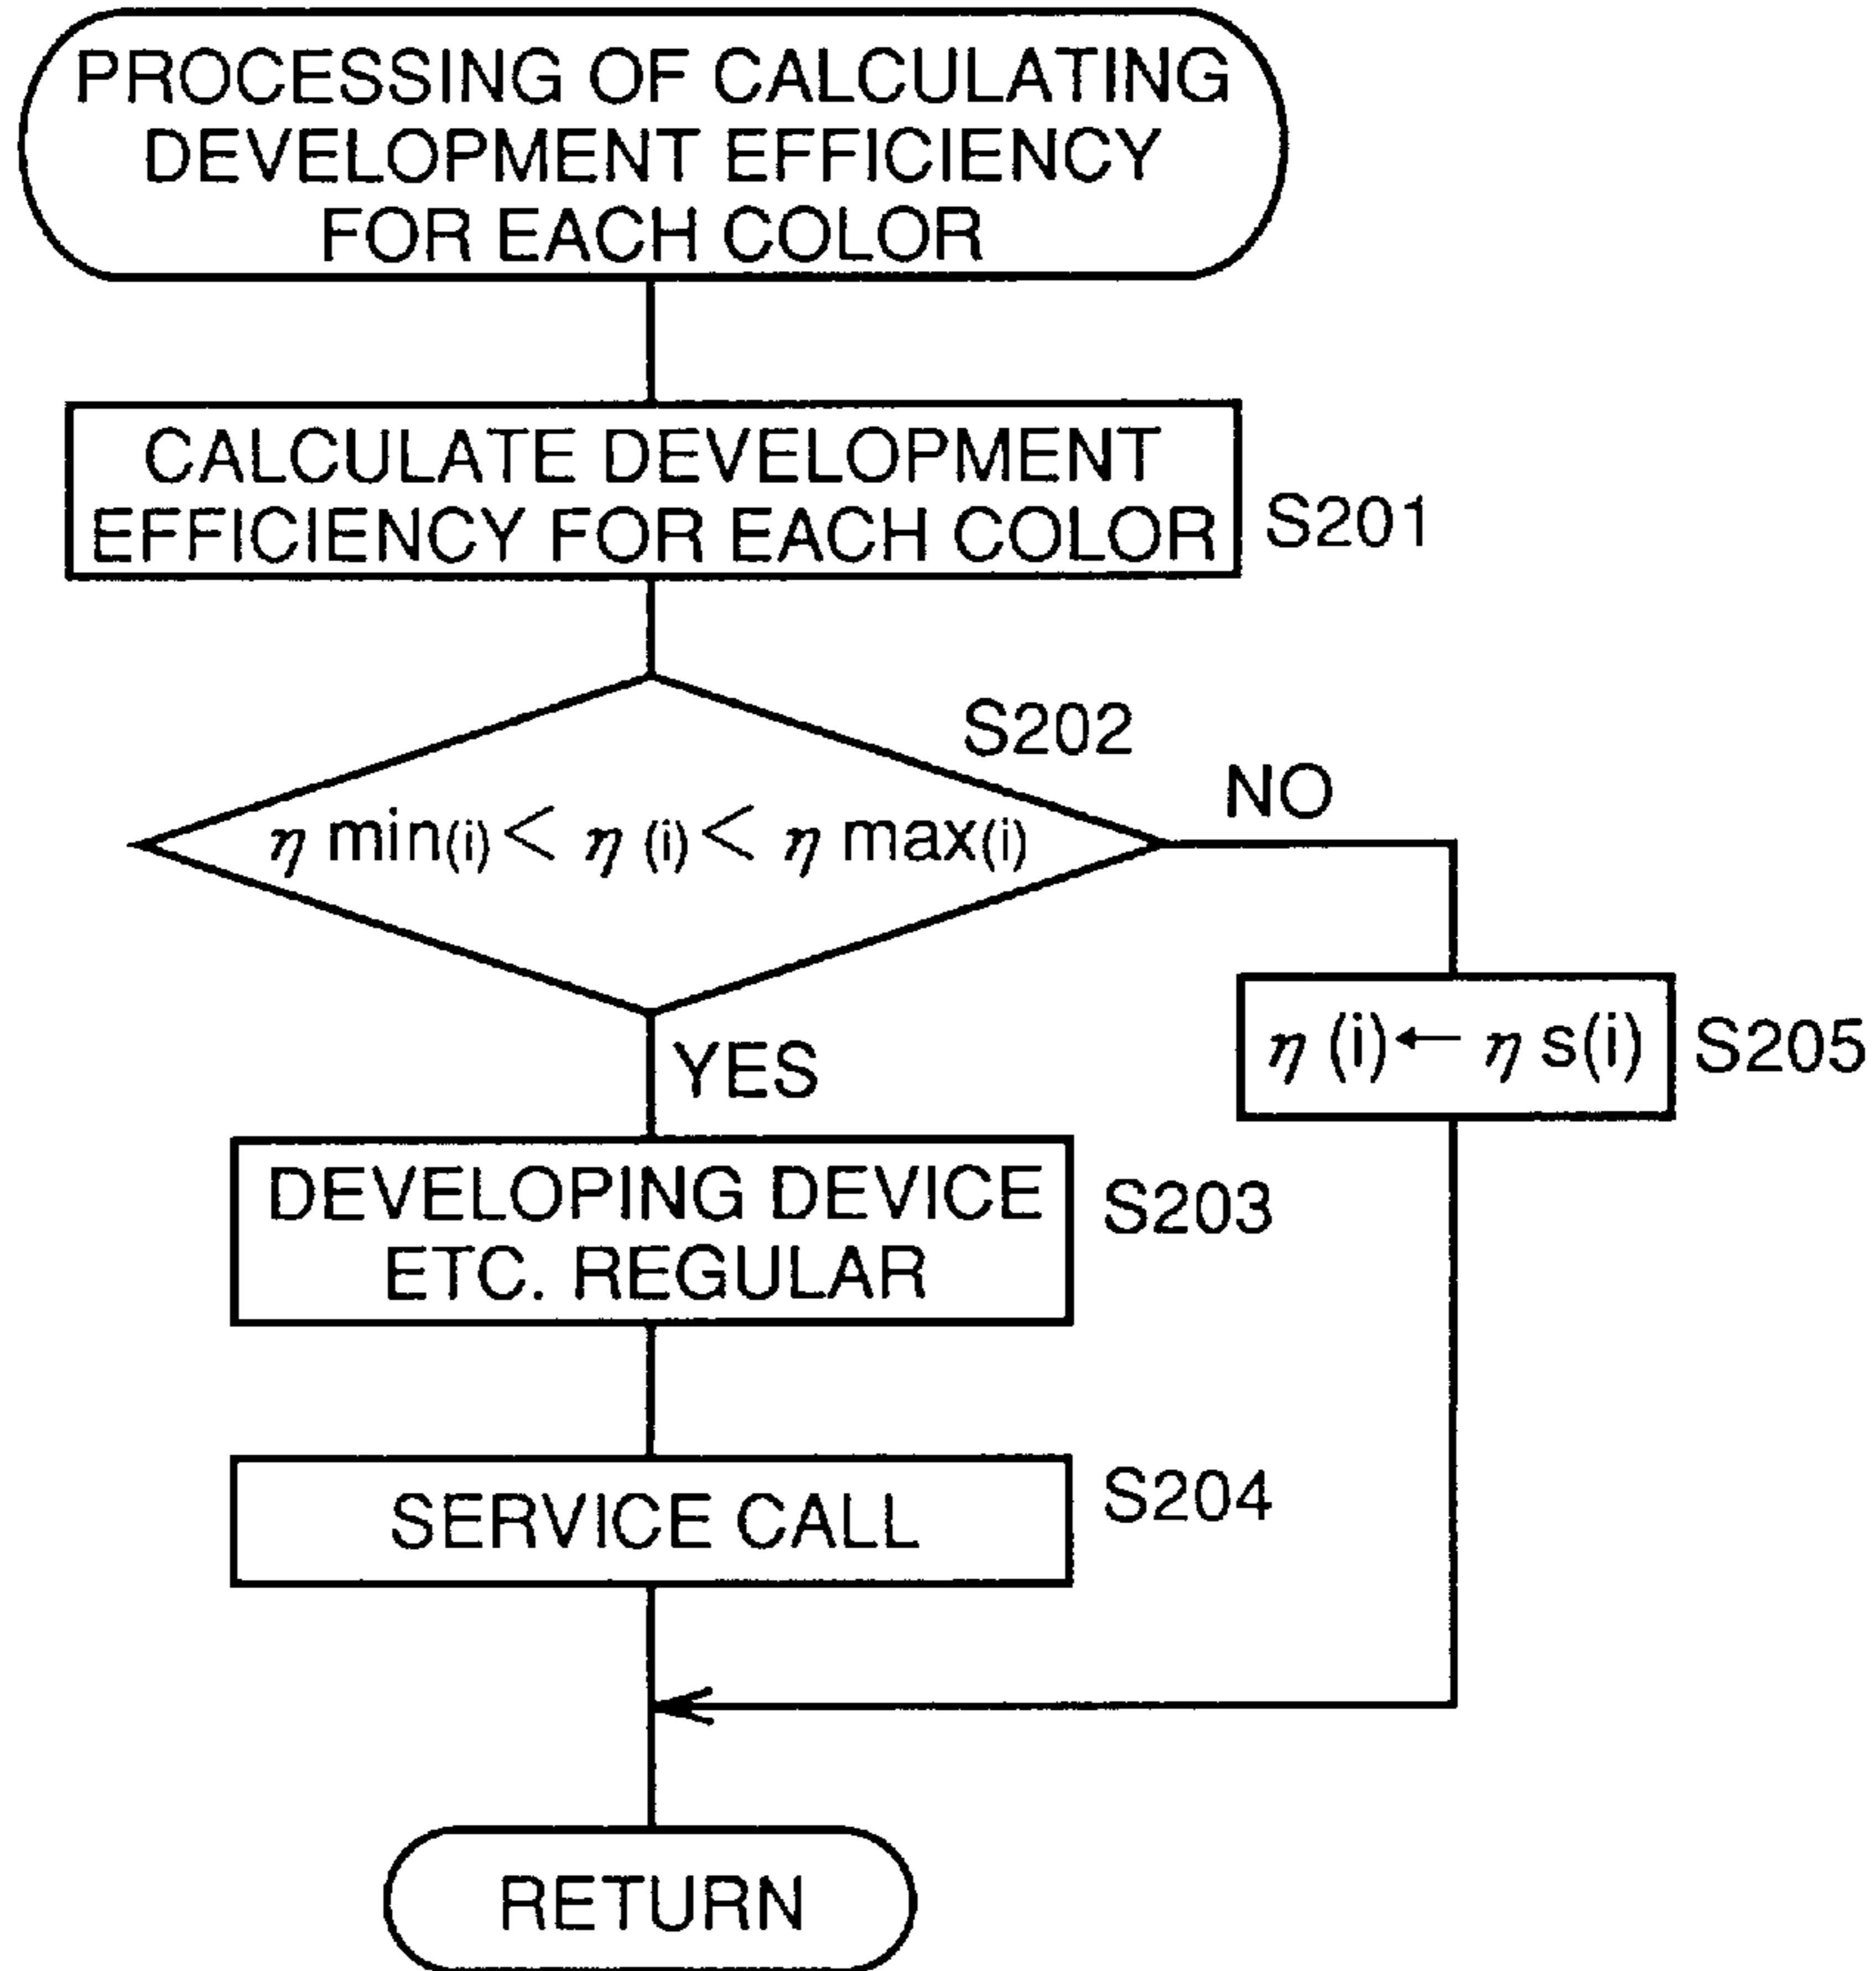 PROCESSING OF CALCULATING
DEVELOPMENT EFFICIENCY
FOR EACH COLOR
CALCULATE DEVELOPMENT
EFFICIENCY FOR EACH COLOR
S201
S202
η min(i) < η (i) < η max(i)
NO
YES
η (i)← η s(i)
S205
DEVELOPING DEVICE
ETC. REGULAR
S203
SERVICE CALL
S204
RETURN